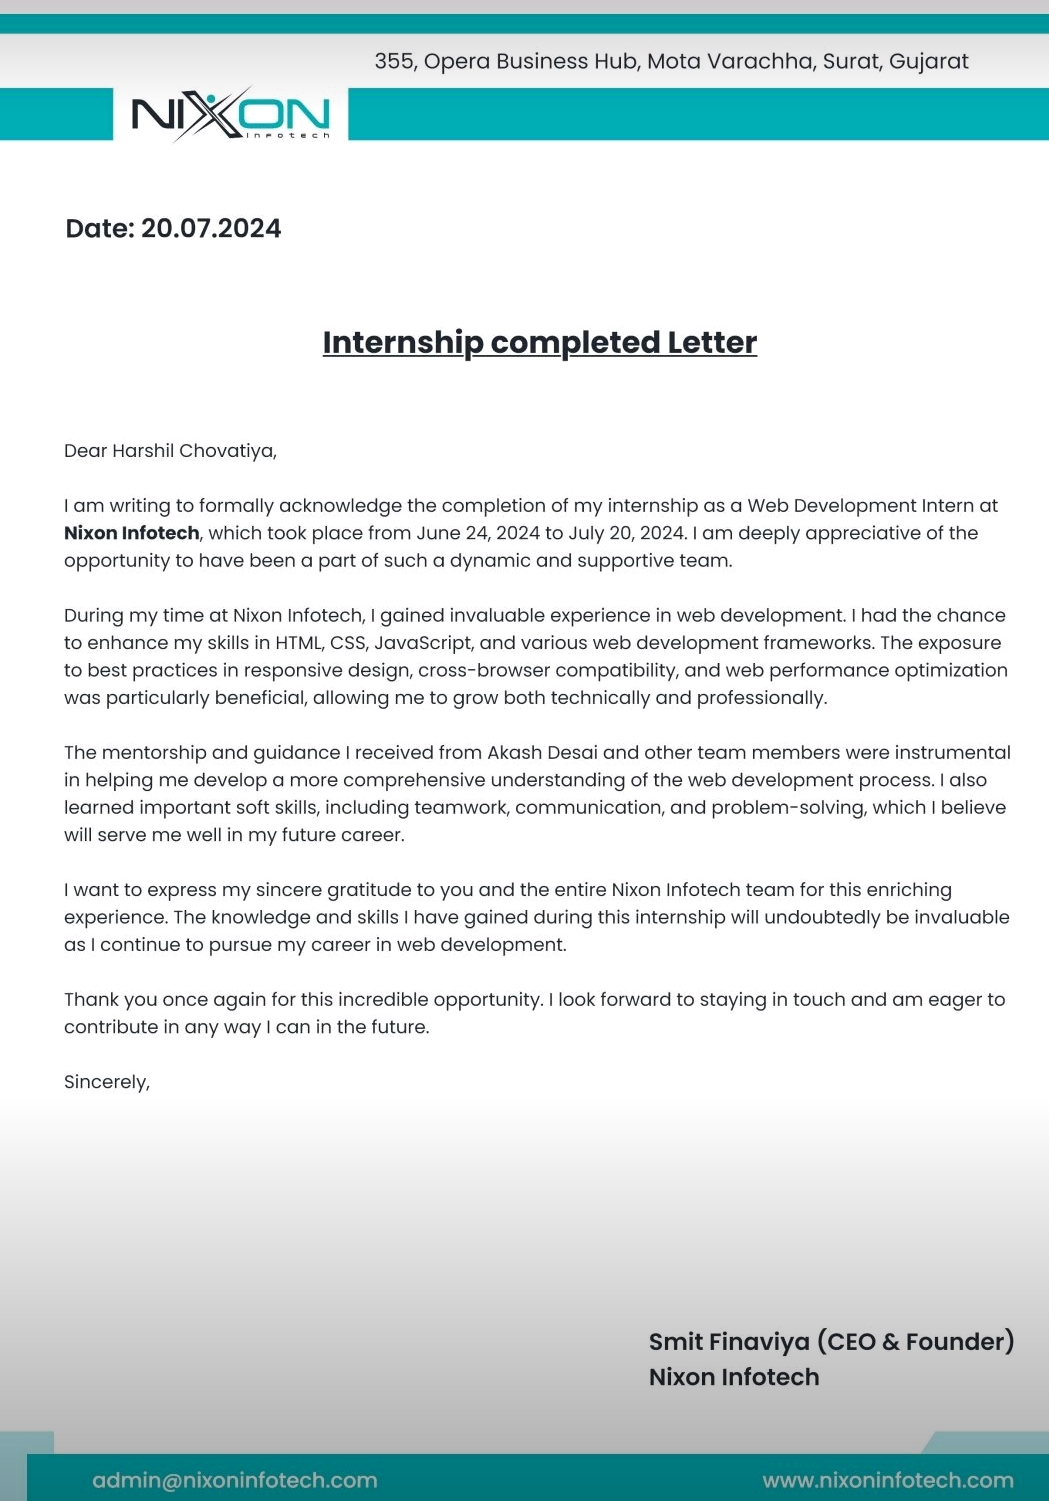 355, Opera Business Hub, Mota Varachha, Surat, Gujarat
NIXON
Infotech
Date: 20.07.2024
Internship completed Letter
Dear Harshil Chovatiya,
I am writing to formally acknowledge the completion of my internship as a Web Development Intern at
Nixon Infotech, which took place from June 24, 2024 to July 20, 2024. I am deeply appreciative of the
opportunity to have been a part of such a dynamic and supportive team.
During my time at Nixon Infotech, I gained invaluable experience in web development. I had the chance
to enhance my skills in HTML, CSS, JavaScript, and various web development frameworks. The exposure
to best practices in responsive design, cross-browser compatibility, and web performance optimization
was particularly beneficial, allowing me to grow both technically and professionally.
The mentorship and guidance I received from Akash Desai and other team members were instrumental
in helping me develop a more comprehensive understanding of the web development process. I also
learned important soft skills, including teamwork, communication, and problem-solving, which I believe
will serve me well in my future career.
I want to express my sincere gratitude to you and the entire Nixon Infotech team for this enriching
experience. The knowledge and skills I have gained during this internship will undoubtedly be invaluable
as I continue to pursue my career in web development.
Thank you once again for this incredible opportunity. I look forward to staying in touch and am eager to
contribute in any way I can in the future.
Sincerely,
Smit Finaviya (CEO & Founder)
Nixon Infotech
admin@nixoninfotech.com
www.nixoninfotech.com